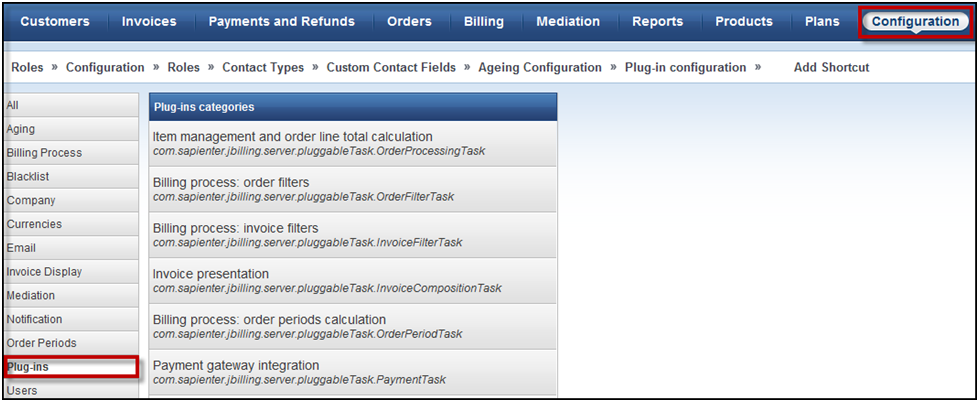 Customers Invoices Payments and Refunds Orders Billing Mediation Reports Products Plans Configuration
Roles » Configuration » Roles » Contact Types » Custom Contact Fields » Ageing Configuration » Plug-in configuration » Add Shortcut
All
Aging
Billing Process
Blacklist
Company
Currencies
Email
Invoice Display
Mediation
Notification
Order Periods
Plug-ins
Users
Plug-ins categories
Item management and order line total calculation
com.sapienter.jbilling.server.pluggableTask.OrderProcessingTask
Billing process: order filters
com.sapienter.jbilling.server.pluggableTask.OrderFilterTask
Billing process: invoice filters
com.sapienter.jbilling.server.pluggableTask.InvoiceFilterTask
Invoice presentation
com.sapienter.jbilling.server.pluggableTask.InvoiceCompositionTask
Billing process: order periods calculation
com.sapienter.jbilling.server.pluggableTask.OrderPeriodTask
Payment gateway integration
com.sapienter.jbilling.server.pluggableTask.PaymentTask